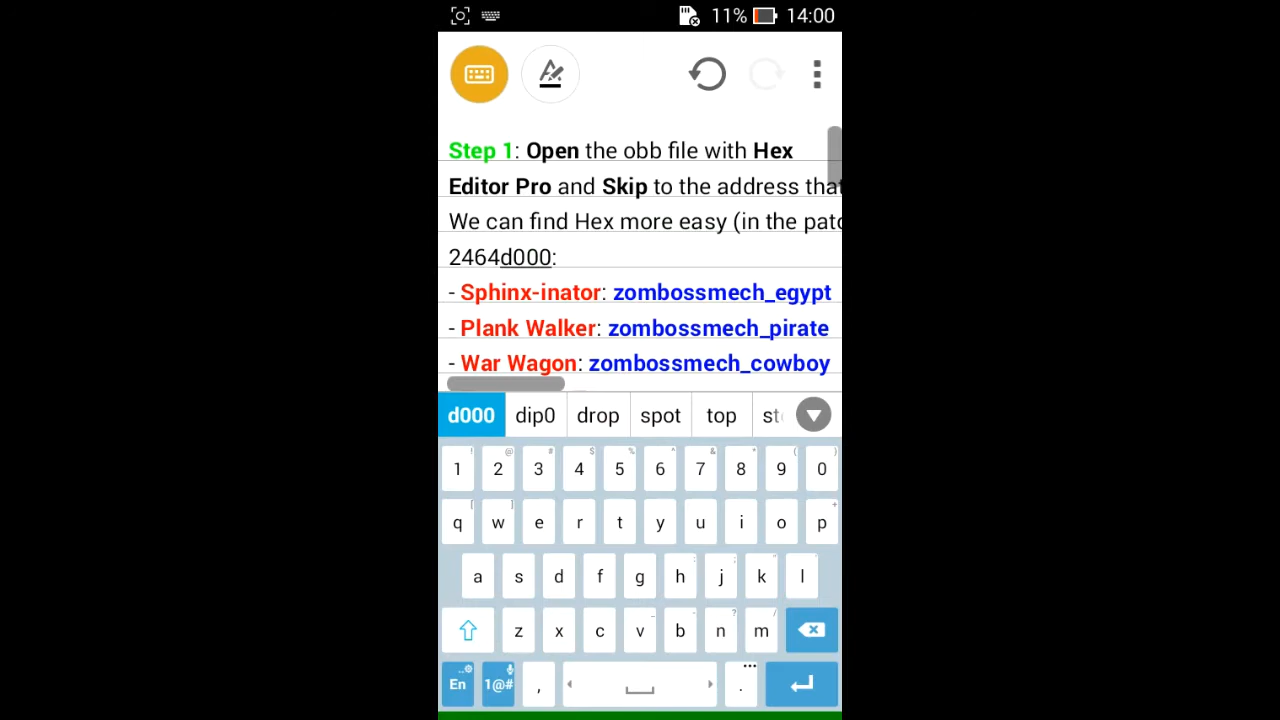 11% 14:00
Step 1: Open the obb file with Hex
Editor Pro and Skip to the address that
We can find Hex more easy (in the patc
2464d000:
- Sphinx-inator: zombossmech_egypt
- Plank Walker: zombossmech_pirate
- War Wagon: zombossmech_cowboy
d000 dip0 drop spot top st
1 2 3 4 5 6 7 8 9 0
q w e r t y u i o p
a s d f g h j k l
z x c v b n m
En 1@# , .